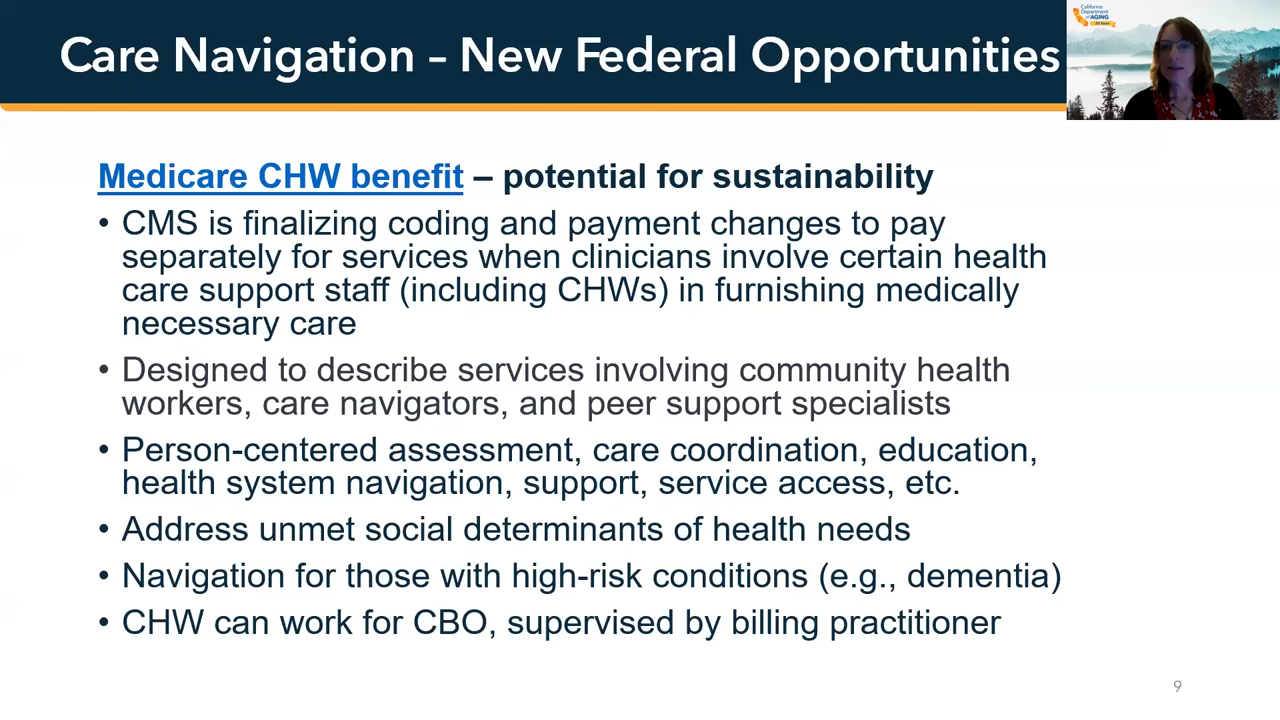 Care Navigation – New Federal Opportunities
California
Department
of AGING
Medicare CHW benefit – potential for sustainability
• CMS is finalizing coding and payment changes to pay
separately for services when clinicians involve certain health
care support staff (including CHWs) in furnishing medically
necessary care
• Designed to describe services involving community health
workers, care navigators, and peer support specialists
• Person-centered assessment, care coordination, education,
health system navigation, support, service access, etc.
• Address unmet social determinants of health needs
• Navigation for those with high-risk conditions (e.g., dementia)
• CHW can work for CBO, supervised by billing practitioner
9